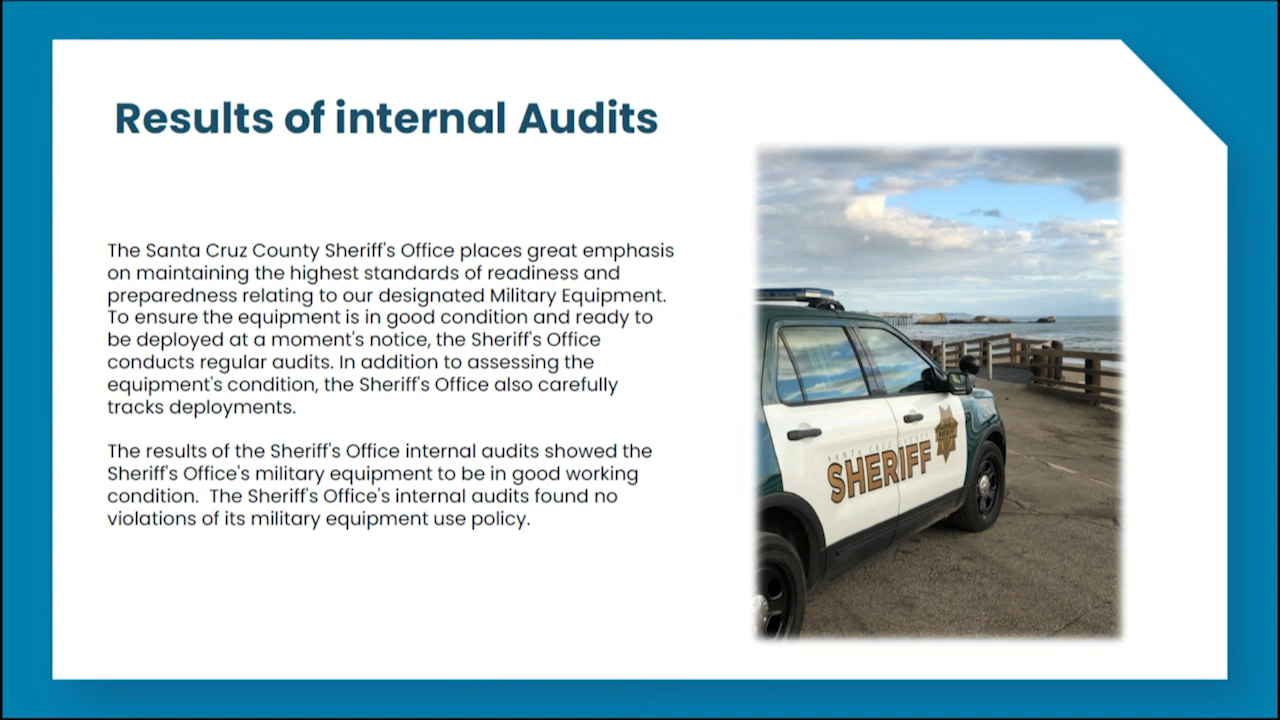 Results of internal Audits
The Santa Cruz County Sheriff's Office places great emphasis
on maintaining the highest standards of readiness and
preparedness relating to our designated Military Equipment.
To ensure the equipment is in good condition and ready to
be deployed at a moment's notice, the Sheriff's Office
conducts regular audits. In addition to assessing the
equipment's condition, the Sheriff's Office also carefully
tracks deployments.
The results of the Sheriff's Office internal audits showed the
Sheriff's Office's military equipment to be in good working
condition.  The Sheriff's Office's internal audits found no
violations of its military equipment use policy.
SANTA CRUZ COUNTY
SHERIFF